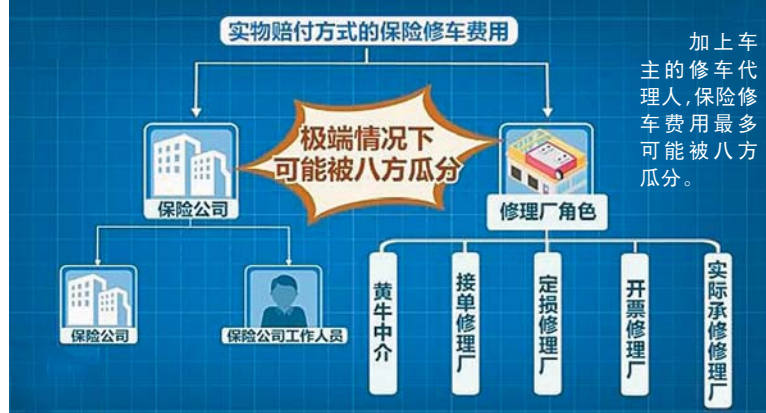 实物赔付方式的保险修车费用
加上车
主的修车代
理人,保险修
车费用最多
可能被八方
瓜分。
极端情况下
可能被八方瓜分
保险公司
修理厂角色
保险公司
保险公司工作人员
黄牛中介
接单修理厂
定损修理厂
开票修理厂
实际承修修理厂